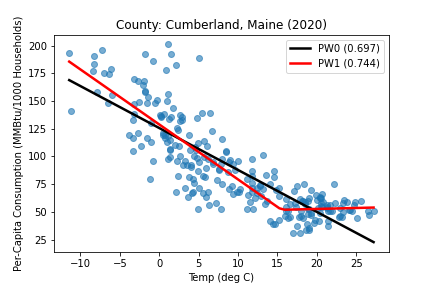 County: Cumberland, Maine (2020)
PW0 (0.697)
PW1 (0.744)
Per-Capita Consumption (MMBtu/1000 Households)
200
175
150
125
100
75
50
25
−10 −5 0 5 10 15 20 25
Temp (deg C)